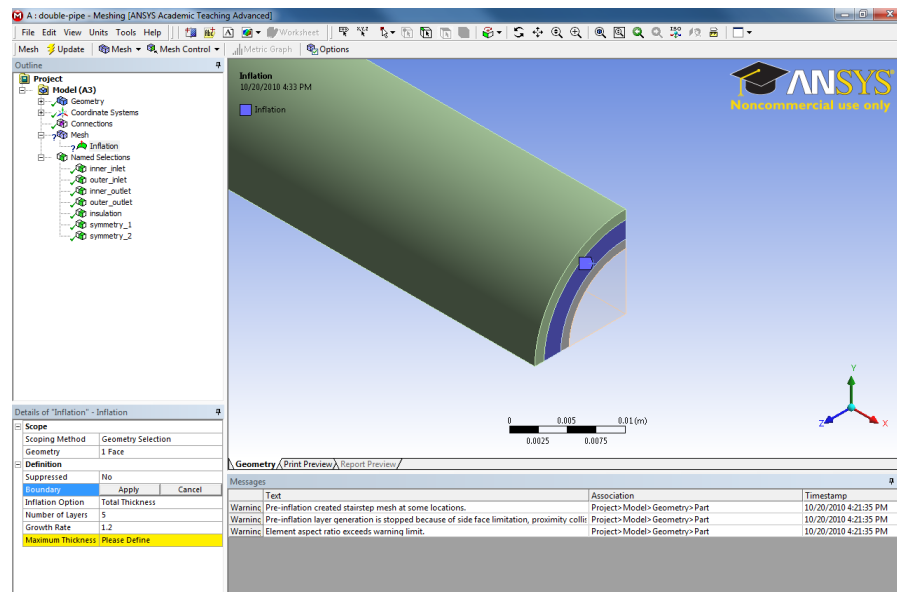 A : double-pipe - Meshing [ANSYS Academic Teaching Advanced]
File Edit View Units Tools Help Worksheet
Mesh Update Mesh Mesh Control Metric Graph Options
Outline
Project
Model (A3)
Geometry
Coordinate Systems
Connections
Mesh
Inflation
Named Selections
inner_inlet
outer_inlet
inner_outlet
outer_outlet
insulation
symmetry_1
symmetry_2
Inflation
10/20/2010 4:33 PM
Inflation
ANSYS
Noncommercial use only
Y
Z X
0 0.005 0.01 (m)
0.0025 0.0075
Geometry Print Preview Report Preview
Details of "Inflation" - Inflation
Scope
Scoping Method Geometry Selection
Geometry 1 Face
Definition
Suppressed No
Boundary Apply Cancel
Inflation Option Total Thickness
Number of Layers 5
Growth Rate 1.2
Maximum Thickness Please Define
Messages
Text Association Timestamp
Warning Pre-inflation created stairstep mesh at some locations. Project>Model>Geometry>Part 10/20/2010 4:21:35 PM
Warning Pre-inflation layer generation is stopped because of side face limitation, proximity collis Project>Model>Geometry>Part 10/20/2010 4:21:35 PM
Warning Element aspect ratio exceeds warning limit. Project>Model>Geometry>Part 10/20/2010 4:21:35 PM